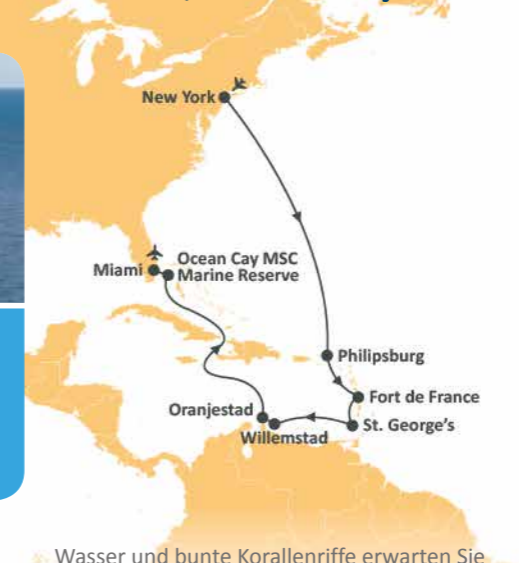 New York
Ocean Cay MSC
Miami
Marine Reserve
Philipsburg
Fort de France
Oranjestad
St. George's
Willemstad
Wasser und bunte Korallenriffe erwarten Sie